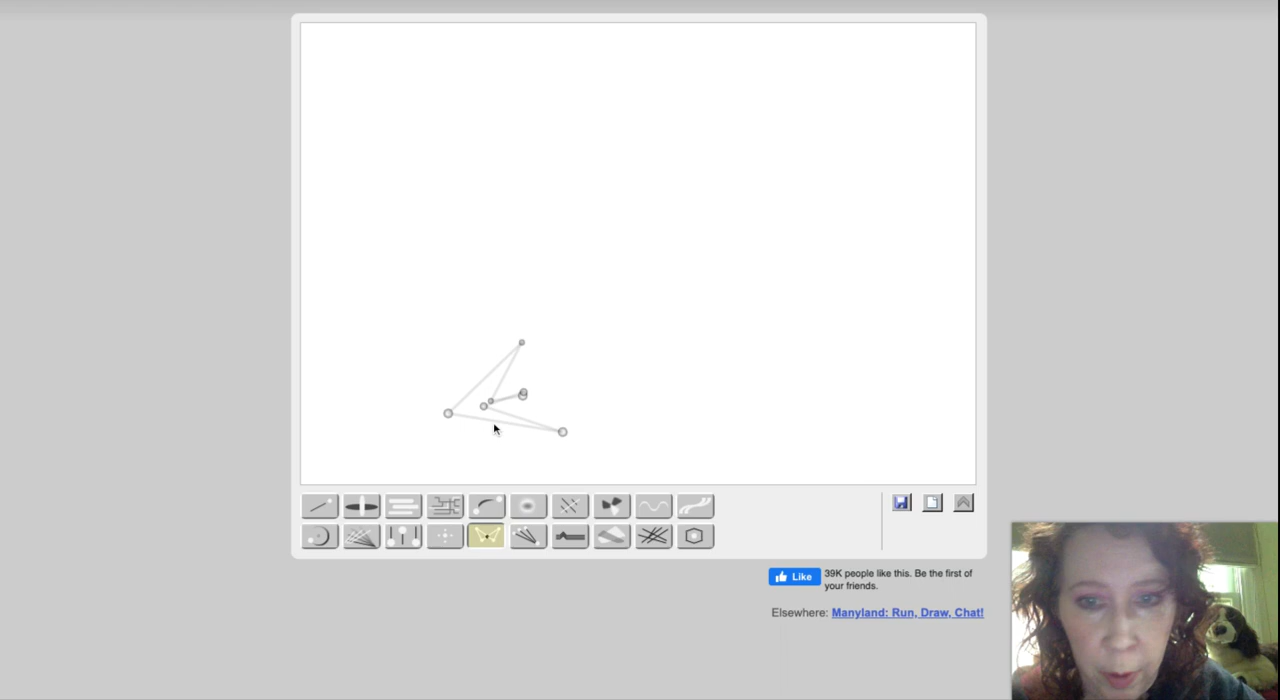 Like
39K people like this. Be the first of
your friends.
Elsewhere: Manyland: Run, Draw, Chat!